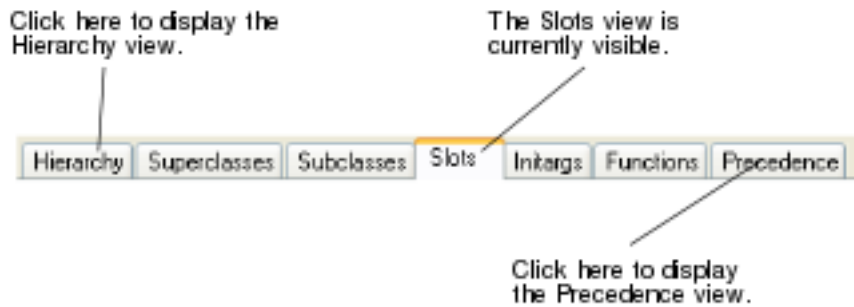 Click here to display the
Hierarchy view.
The Slots view is
currently visible.
Hierarchy Superclasses Subclasses Slots Initargs Functions Precedence
Click here to display
the Precedence view.